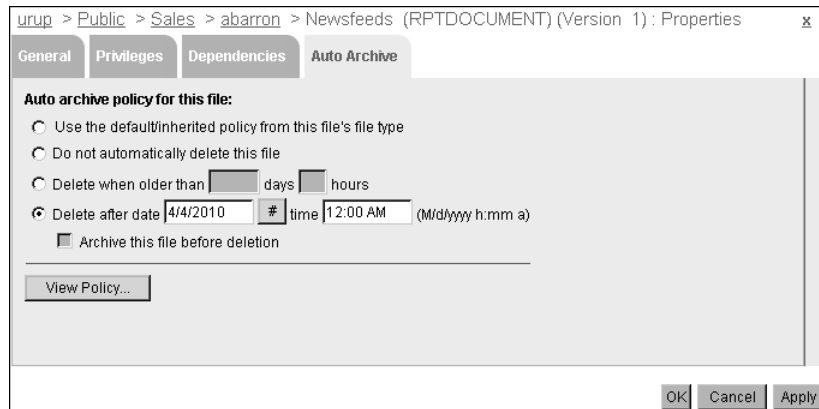 urup > Public > Sales > abarron > Newsfeeds (RPTDOCUMENT) (Version 1) : Properties x
General Privileges Dependencies Auto Archive
Auto archive policy for this file:
Use the default/inherited policy from this file's file type
Do not automatically delete this file
Delete when older than days hours
Delete after date 4/4/2010 # time 12:00 AM (M/d/yyyy h:mm a)
Archive this file before deletion
View Policy...
OK Cancel Apply